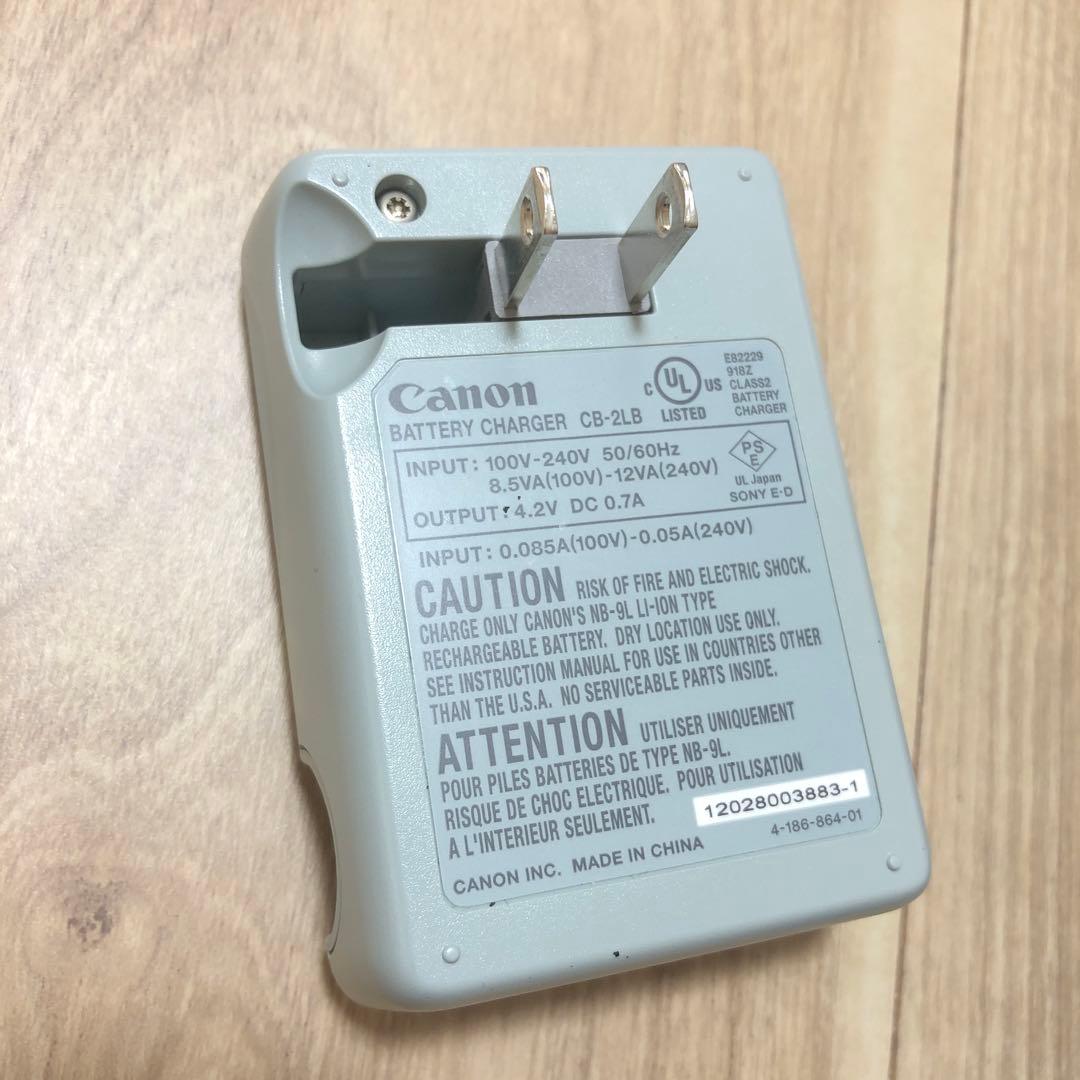 Canon
BATTERY CHARGER CB-2LB
C UL US
LISTED
E82229
918Z
CLASS2
BATTERY
CHARGER
INPUT: 100V-240V 50/60Hz
8.5VA(100V)-12VA(240V)
OUTPUT: 4.2V DC 0.7A
PS
E
UL Japan
SONY E·D
INPUT: 0.085A(100V)-0.05A(240V)
CAUTION RISK OF FIRE AND ELECTRIC SHOCK.
CHARGE ONLY CANON'S NB-9L LI-ION TYPE
RECHARGEABLE BATTERY. DRY LOCATION USE ONLY.
SEE INSTRUCTION MANUAL FOR USE IN COUNTRIES OTHER
THAN THE U.S.A. NO SERVICEABLE PARTS INSIDE.
ATTENTION UTILISER UNIQUEMENT
POUR PILES BATTERIES DE TYPE NB-9L.
RISQUE DE CHOC ELECTRIQUE. POUR UTILISATION
A L'INTERIEUR SEULEMENT.
12028003883-1
4-186-864-01
CANON INC. MADE IN CHINA